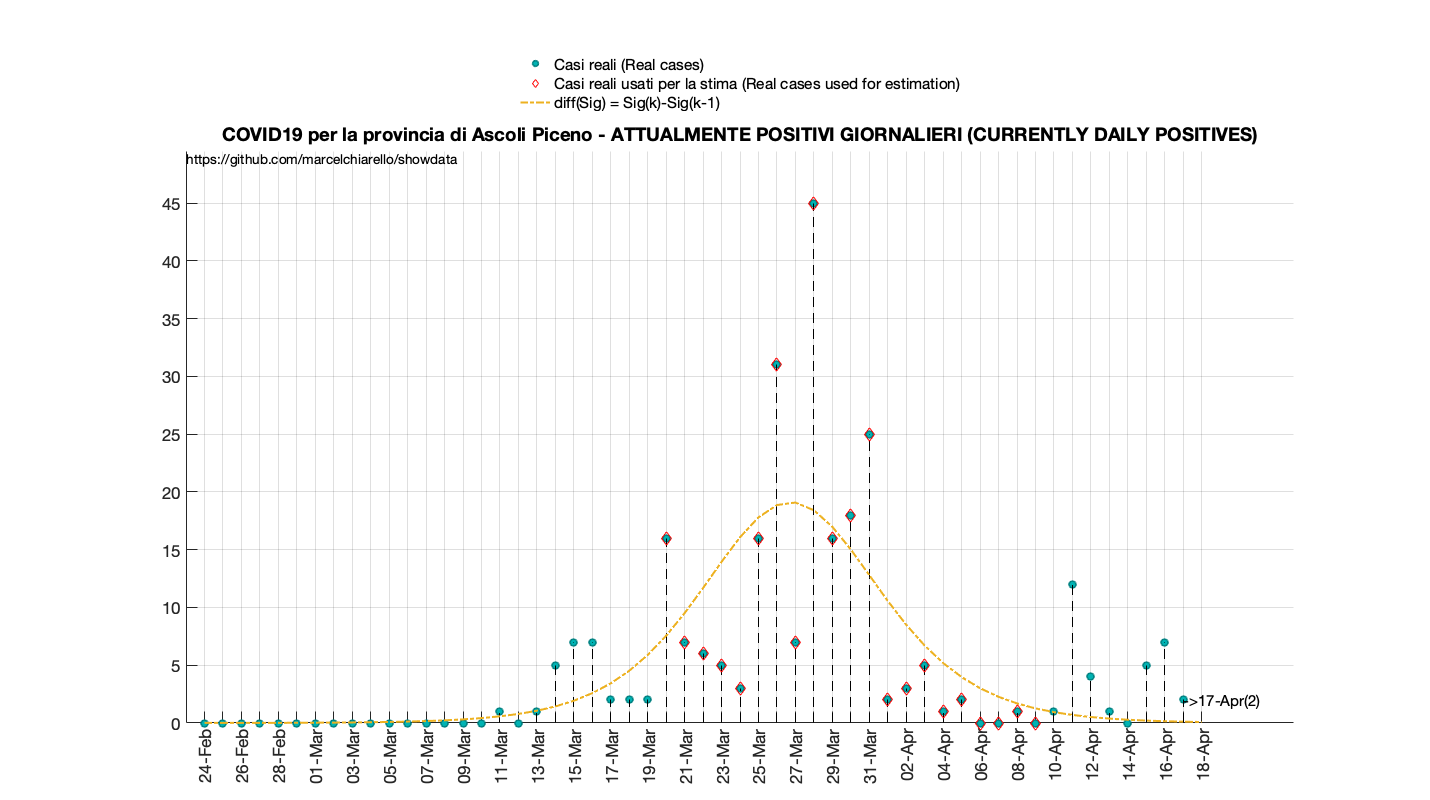 Casi reali (Real cases)
Casi reali usati per la stima (Real cases used for estimation)
diff(Sig) = Sig(k)-Sig(k-1)
COVID19 per la provincia di Ascoli Piceno - ATTUALMENTE POSITIVI GIORNALIERI (CURRENTLY DAILY POSITIVES)
https://github.com/marcelchiarello/showdata
45
40
35
30
25
20
15
10
5
0
->17-Apr(2)
24-Feb
26-Feb
28-Feb
01-Mar
03-Mar
05-Mar
07-Mar
09-Mar
11-Mar
13-Mar
15-Mar
17-Mar
19-Mar
21-Mar
23-Mar
25-Mar
27-Mar
29-Mar
31-Mar
02-Apr
04-Apr
06-Apr
08-Apr
10-Apr
12-Apr
14-Apr
16-Apr
18-Apr